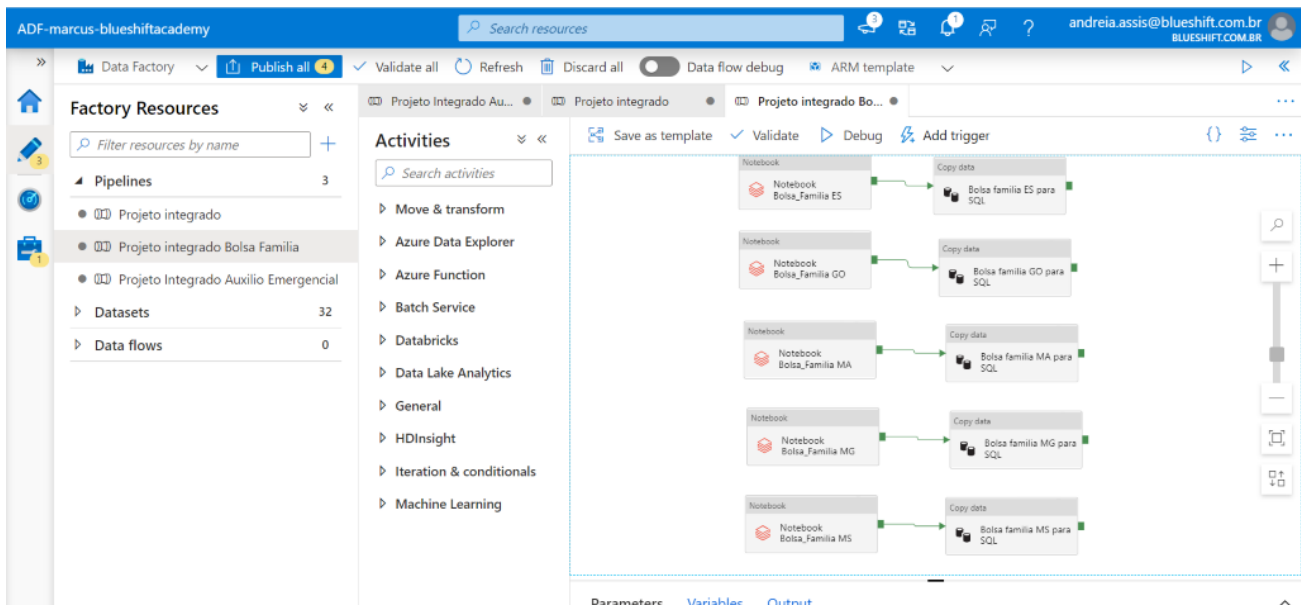 ADF-marcus-blueshiftacademy
Search resources
3
1
?
andreia.assis@blueshift.com.br
BLUESHIFT.COM.BR
Data Factory
Publish all 4
Validate all
Refresh
Discard all
Data flow debug
ARM template
3
1
Factory Resources
Filter resources by name
Pipelines 3
Projeto integrado
Projeto integrado Bolsa Familia
Projeto Integrado Auxilio Emergencial
Datasets 32
Data flows 0
Projeto Integrado Au...
Projeto integrado
Projeto integrado Bo...
Activities
Search activities
Move & transform
Azure Data Explorer
Azure Function
Batch Service
Databricks
Data Lake Analytics
General
HDInsight
Iteration & conditionals
Machine Learning
Save as template
Validate
Debug
Add trigger
{}
Notebook
Notebook
Bolsa_Familia ES
Copy data
Bolsa familia ES para
SQL
Notebook
Notebook
Bolsa_Familia GO
Copy data
Bolsa familia GO para
SQL
Notebook
Notebook
Bolsa_Familia MA
Copy data
Bolsa familia MA para
SQL
Notebook
Notebook
Bolsa_Familia MG
Copy data
Bolsa familia MG para
SQL
Notebook
Notebook
Bolsa_Familia MS
Copy data
Bolsa familia MS para
SQL
Parameters
Variables
Output